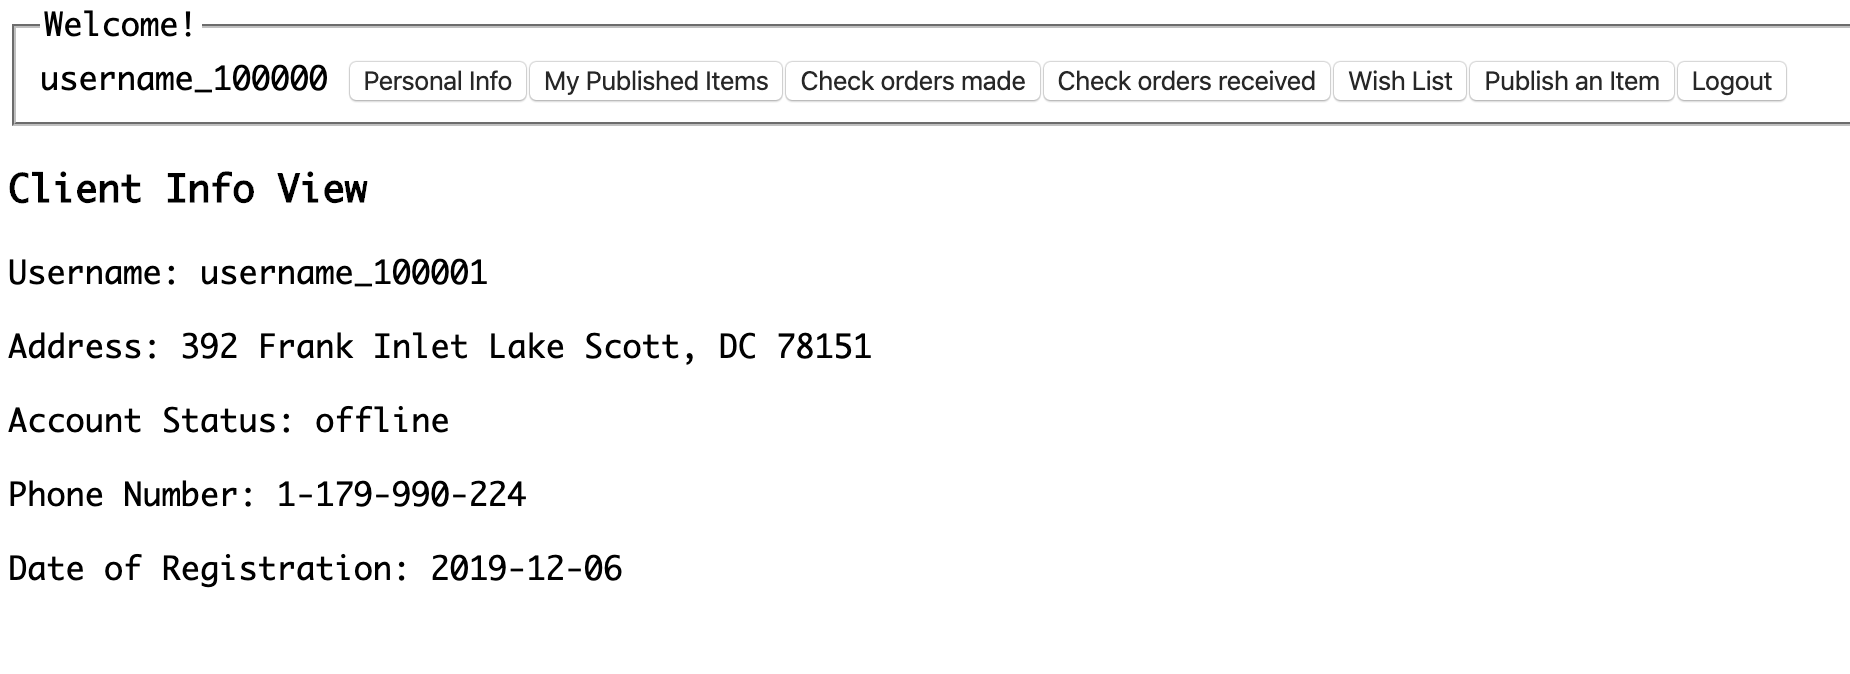 Welcome!
username_100000 Personal Info My Published Items Check orders made Check orders received Wish List Publish an Item Logout
Client Info View
Username: username_100001
Address: 392 Frank Inlet Lake Scott, DC 78151
Account Status: offline
Phone Number: 1-179-990-224
Date of Registration: 2019-12-06